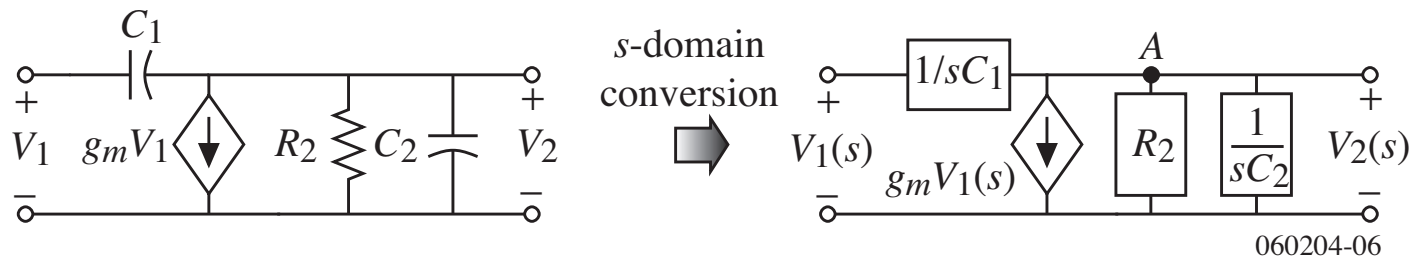 C1
+
V1
−
gmV1
R2
C2
+
V2
−
s-domain
conversion
+
V1(s)
−
1/sC1
gmV1(s)
A
R2
1
sC2
+
V2(s)
−
060204-06